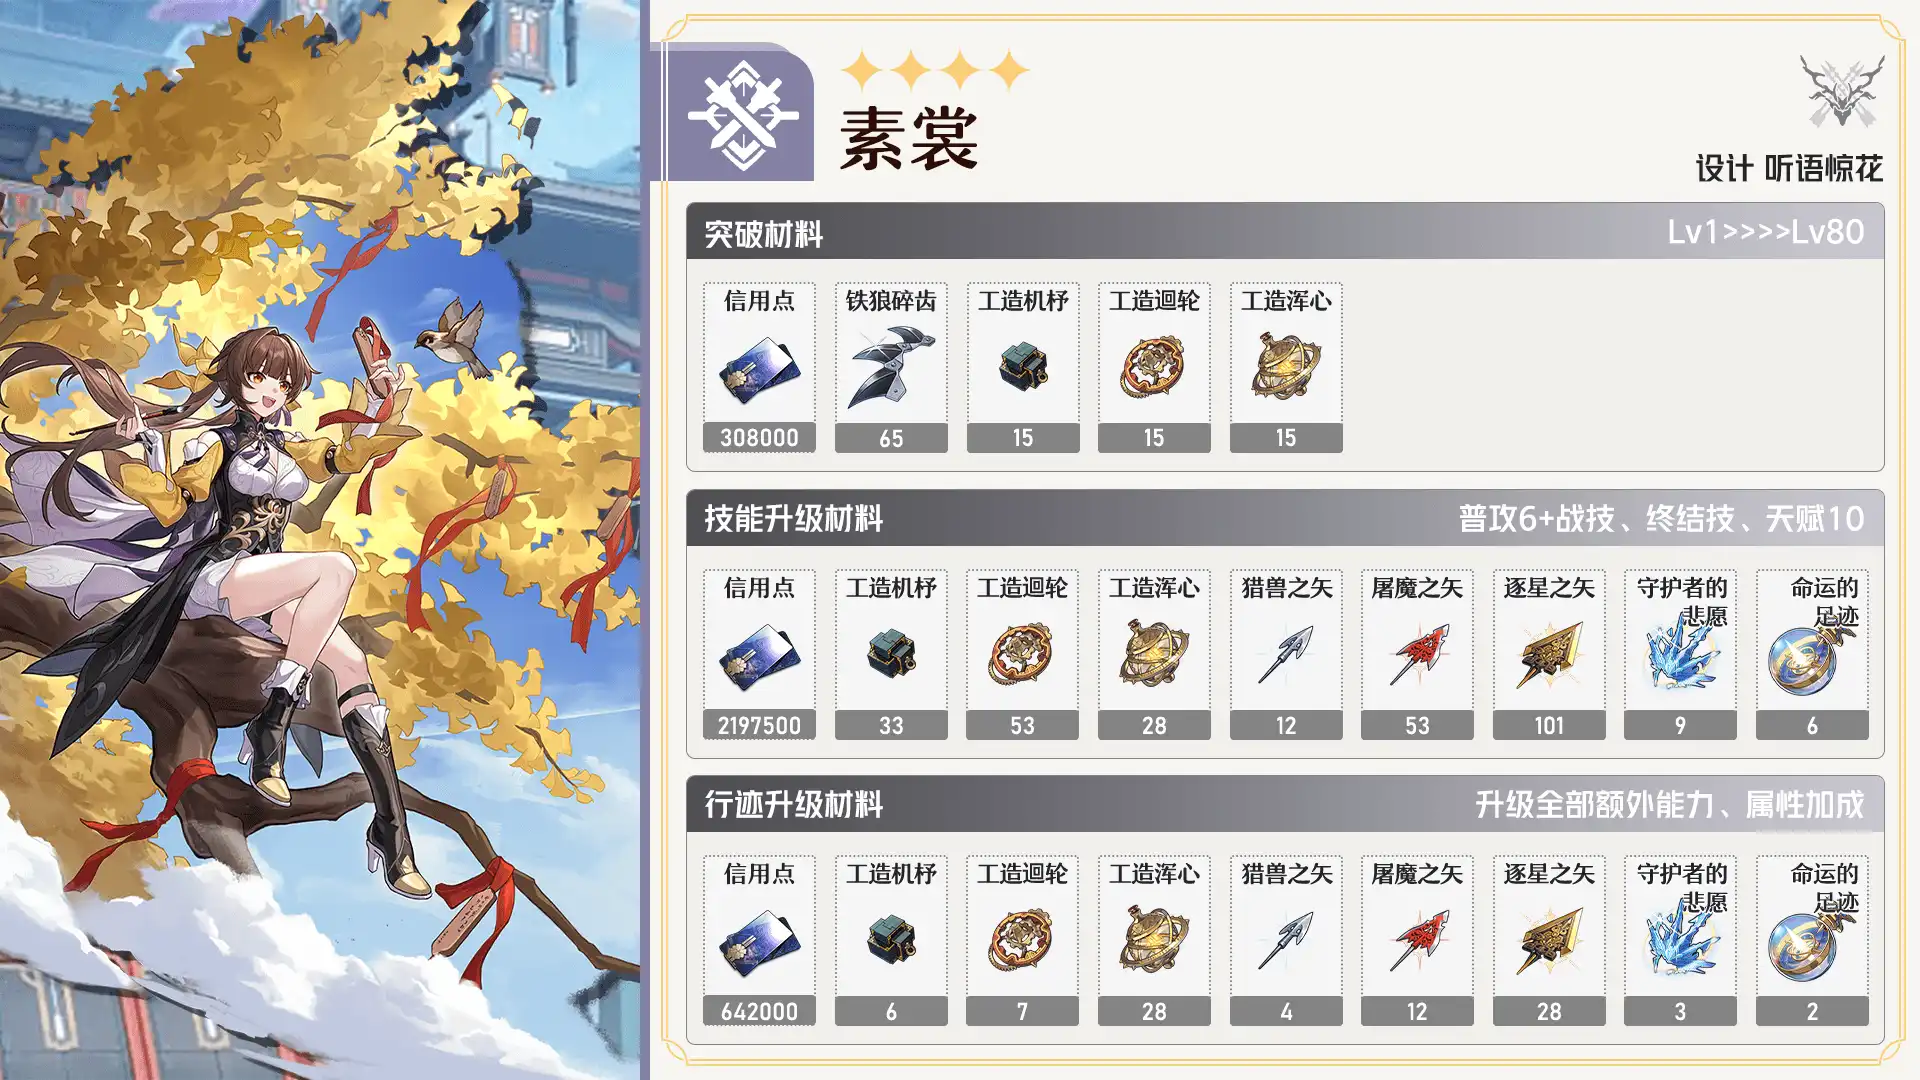 素裳
设计 听语惊花
突破材料 Lv1>>>>Lv80
信用点 铁狼碎齿 工造机杼 工造迴轮 工造浑心
308000 65 15 15 15
技能升级材料 普攻6+战技、终结技、天赋10
信用点 工造机杼 工造迴轮 工造浑心 猎兽之矢 屠魔之矢 逐星之矢 守护者的 命运的
悲愿 足迹
2197500 33 53 28 12 53 101 9 6
行迹升级材料 升级全部额外能力、属性加成
信用点 工造机杼 工造迴轮 工造浑心 猎兽之矢 屠魔之矢 逐星之矢 守护者的 命运的
悲愿 足迹
642000 6 7 28 4 12 28 3 2